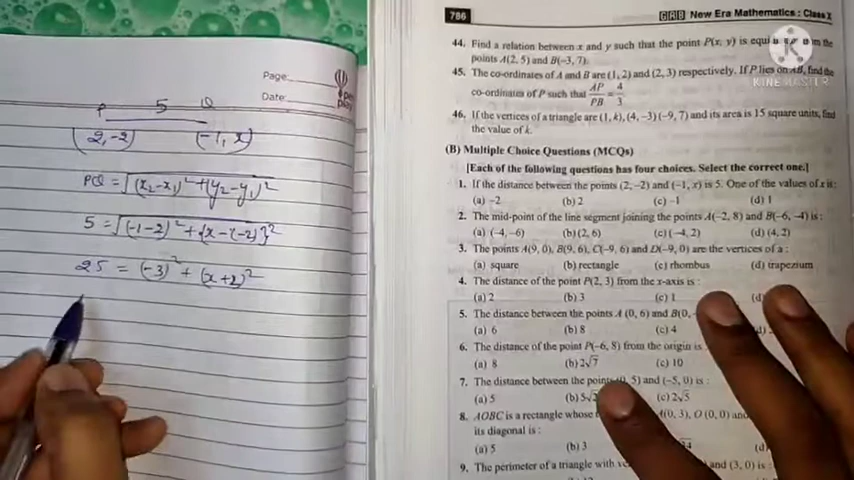 Page
Date
P 5 Q
(2, -2) (-1, x)
PQ = √(x₂-x₁)² + (y₂-y₁)²
5 = √(-1-2)² + {x-(-2)}²
25 = (-3)² + (x+2)²
786 GRB New Era Mathematics – Class X
44. Find a relation between x and y such that the point P(x, y) is from the
points A(2, 5) and B(-3, 7).
45. The co-ordinates of A and B are (1, 2) and (2, 3) respectively. If P lies on AB, find the
co-ordinates of P such that AP/PB = 4/3
46. If the vertices of a triangle are (1, k), (4, -3) (-9, 7) and its area is 15 square units, find
the value of k.
KINEMASTER
(B) Multiple Choice Questions (MCQs)
[Each of the following questions has four choices. Select the correct one.]
1. If the distance between the points (2, -2) and (-1, x) is 5. One of the values of x is:
(a) -2 (b) 2 (c) -1 (d) 1
2. The mid-point of the line segment joining the points A(-2, 8) and B(-6, -4) is:
(a) (-4, -6) (b) (2, 6) (c) (-4, 2) (d) (4, 2)
3. The points A(9, 0), B(9, 6), C(-9, 6) and D(-9, 0) are the vertices of a :
(a) square (b) rectangle (c) rhombus (d) trapezium
4. The distance of the point P(2, 3) from the x-axis is :
(a) 2 (b) 3 (c) 1
5. The distance between the points A (0, 6) and B(0,
(a) 6 (b) 8 (c) 4
6. The distance of the point P(-6, 8) from the origin is
(a) 8 (b) 2√7 (c) 10
7. The distance between the points (0, 5) and (-5, 0) is :
(a) 5 (b) 5√2 (c) 2√5
8. AOBC is a rectangle whose A(0, 3), O (0, 0)
its diagonal is :
(a) 5 (b) 3
9. The perimeter of a triangle with and (3, 0) is :